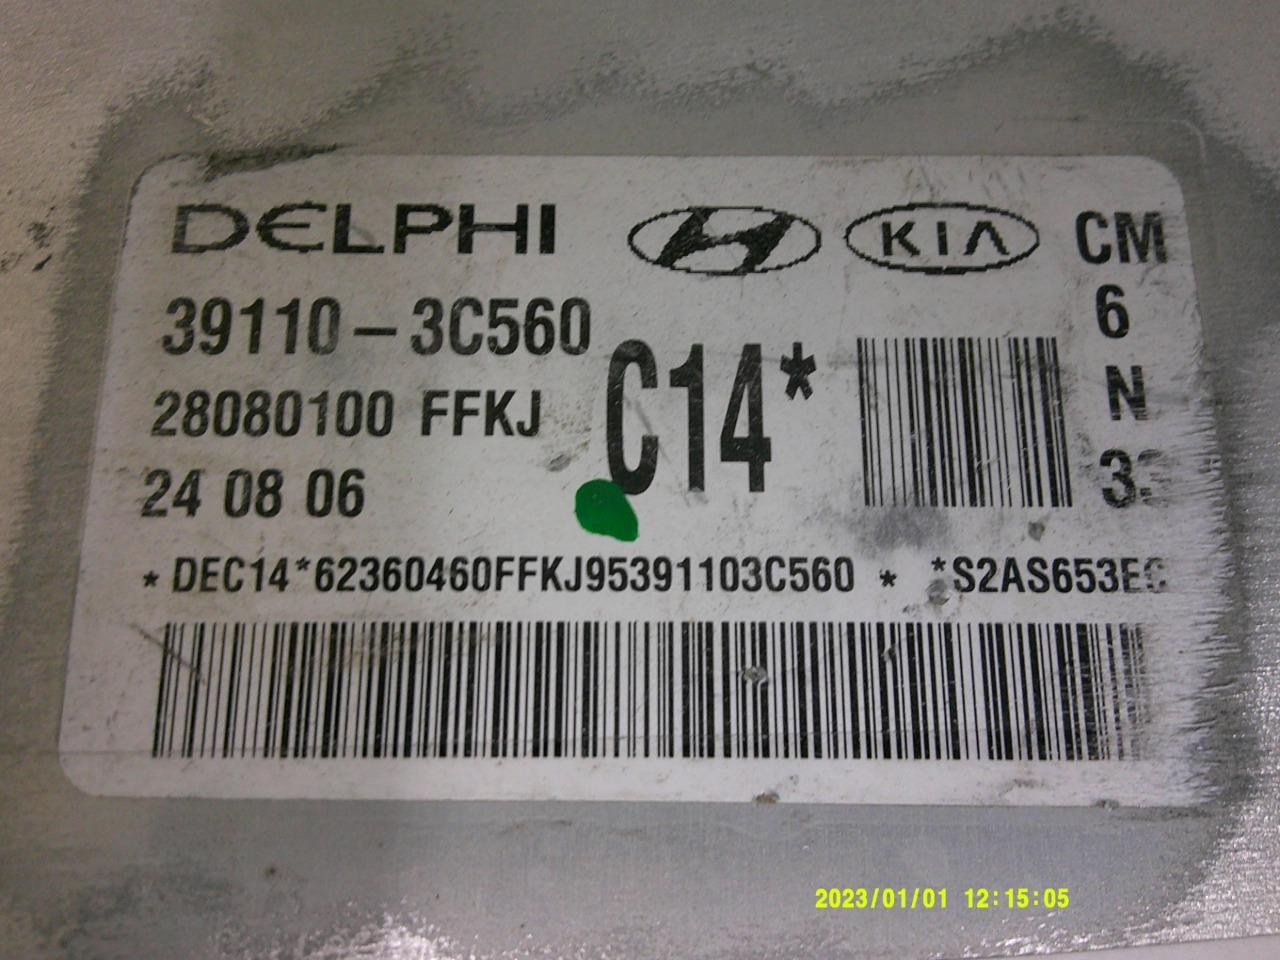 DELPHI KIA CM
39110-3C560 6
28080100 FFKJ C14* N
24 08 06
*DEC14*62360460FFKJ95391103C560 * *S2AS653EC
2023/01/01 12:15:05